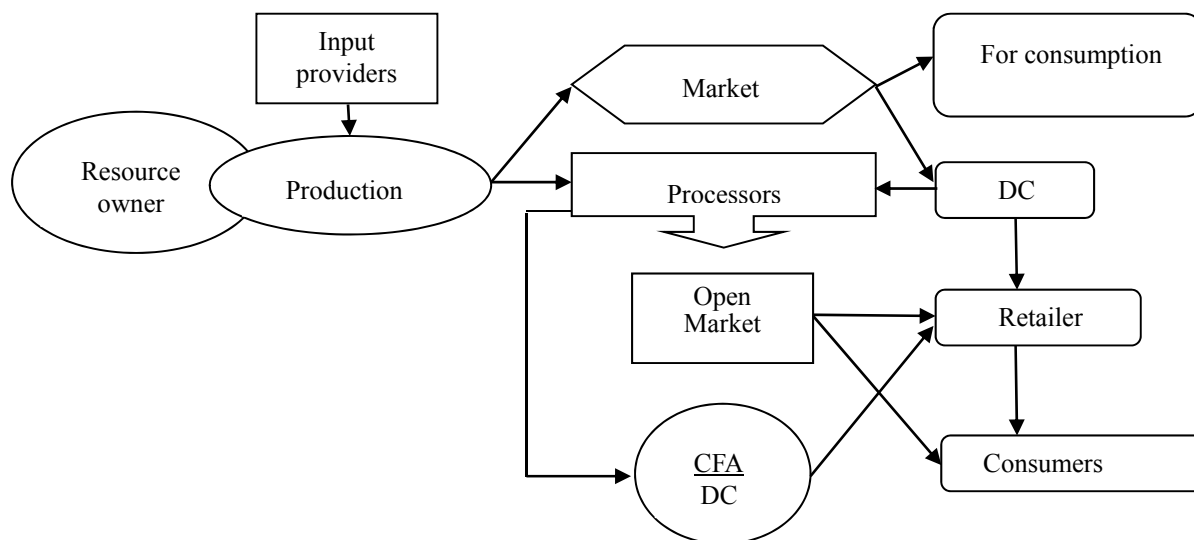 Input
providers
Market
For consumption
Resource
owner
Production
Processors
DC
Open
Market
Retailer
CFA
DC
Consumers